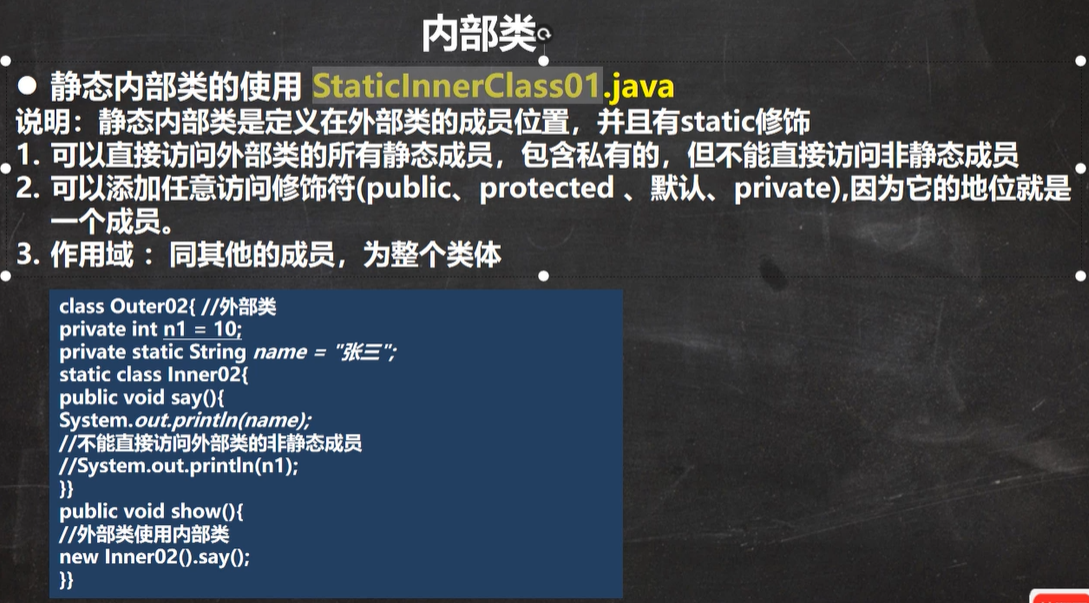 内部类
● 静态内部类的使用 StaticInnerClass01.java
说明：静态内部类是定义在外部类的成员位置，并且有static修饰
1. 可以直接访问外部类的所有静态成员，包含私有的，但不能直接访问非静态成员
2. 可以添加任意访问修饰符(public、protected 、默认、private),因为它的地位就是
一个成员。
3. 作用域 ：同其他的成员，为整个类体
class Outer02{ //外部类
private int n1 = 10;
private static String name = "张三";
static class Inner02{
public void say(){
System.out.println(name);
//不能直接访问外部类的非静态成员
//System.out.println(n1);
}}
public void show(){
//外部类使用内部类
new Inner02().say();
}}